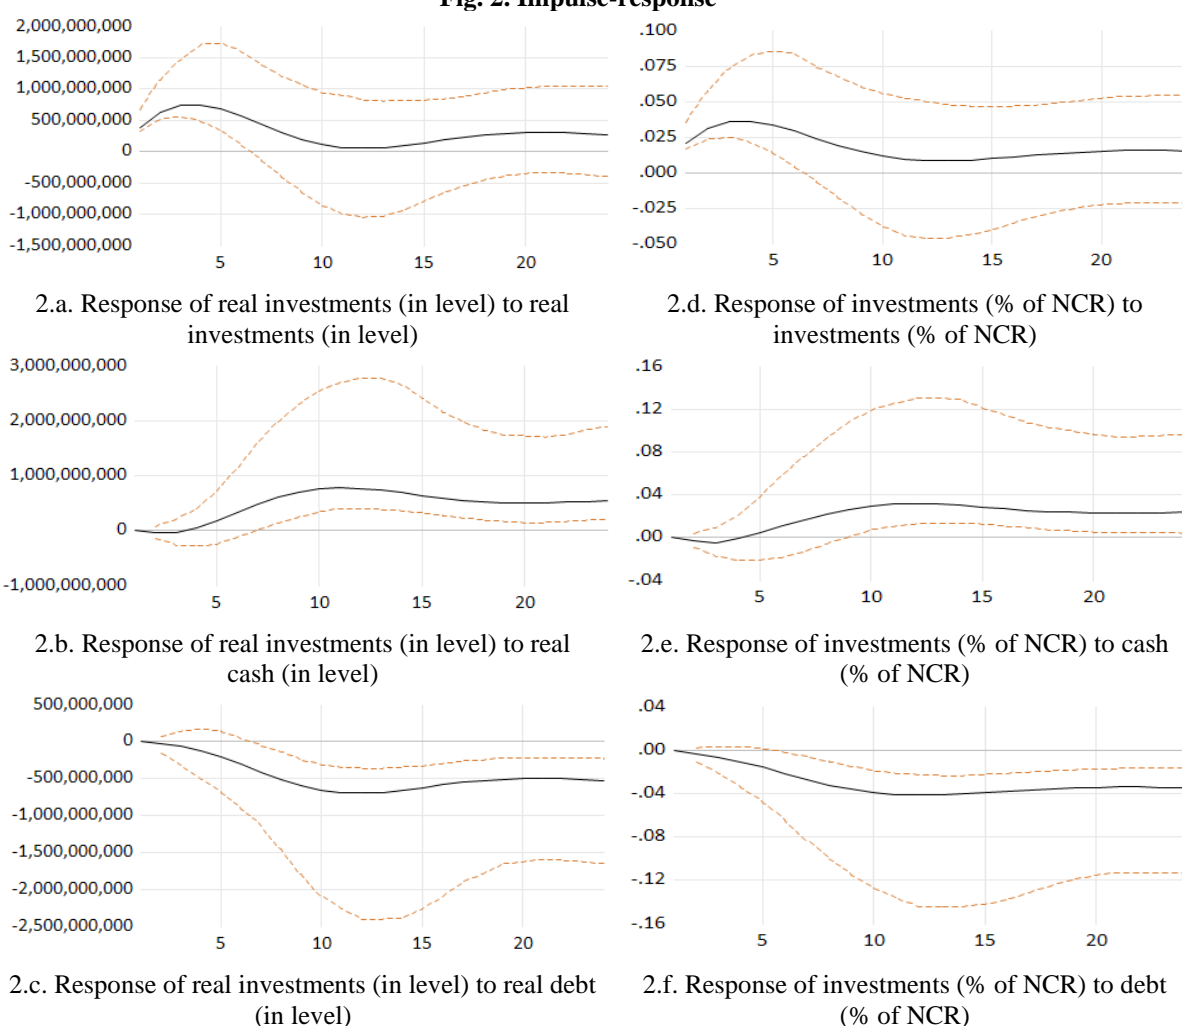 Fig. 2. Impulse-response
2,000,000,000
1,500,000,000
1,000,000,000
500,000,000
0
-500,000,000
-1,000,000,000
-1,500,000,000
5 10 15 20
2.a. Response of real investments (in level) to real
investments (in level)
.100
.075
.050
.025
.000
-.025
-.050
5 10 15 20
2.d. Response of investments (% of NCR) to
investments (% of NCR)
3,000,000,000
2,000,000,000
1,000,000,000
0
-1,000,000,000
5 10 15 20
2.b. Response of real investments (in level) to real
cash (in level)
.16
.12
.08
.04
.00
-.04
5 10 15 20
2.e. Response of investments (% of NCR) to cash
(% of NCR)
500,000,000
0
-500,000,000
-1,000,000,000
-1,500,000,000
-2,000,000,000
-2,500,000,000
5 10 15 20
2.c. Response of real investments (in level) to real debt
(in level)
.04
.00
-.04
-.08
-.12
-.16
5 10 15 20
2.f. Response of investments (% of NCR) to debt
(% of NCR)